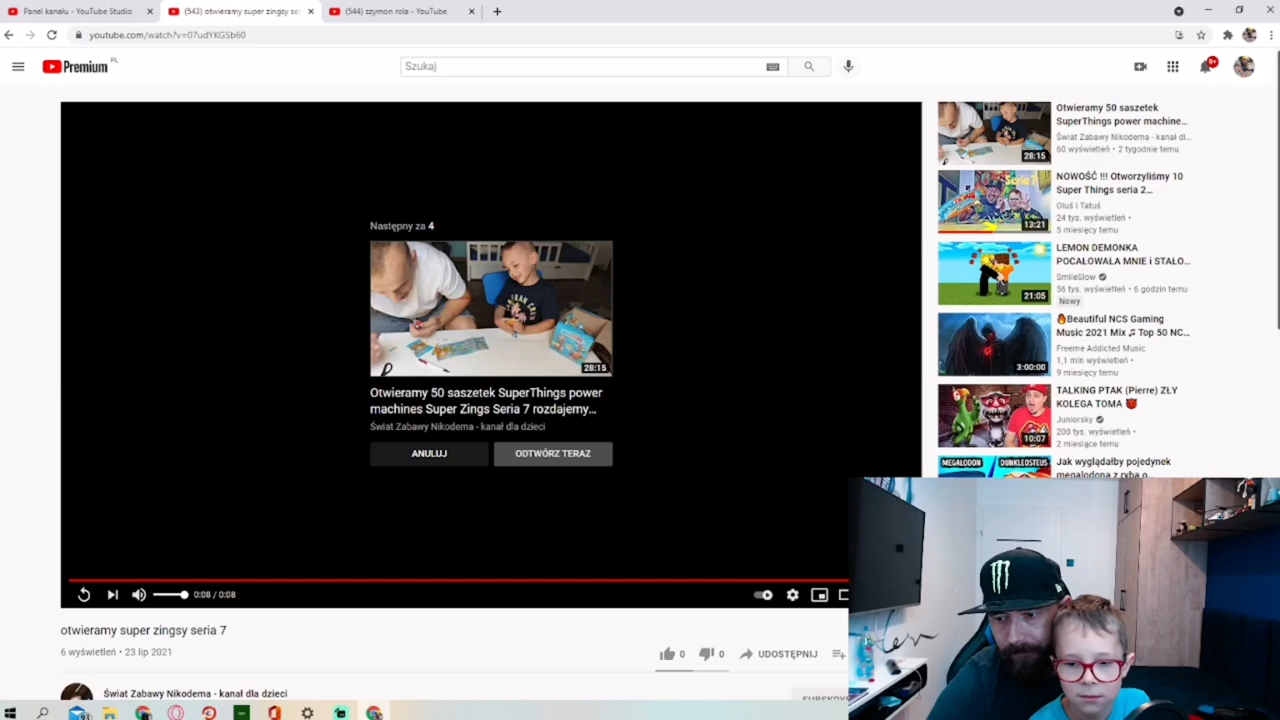 Panel kanału - YouTube Studio
(543) otwieramy super zingsy se
(544) szymon rola - YouTube
youtube.com/watch?v=07udYKGSb60
Premium PL
Szukaj
9+
Następny za 4
28:15
Otwieramy 50 saszetek SuperThings power
machines Super Zings Seria 7 rozdajemy...
Świat Zabawy Nikodema - kanał dla dzieci
ANULUJ
ODTWÓRZ TERAZ
0:08 / 0:08
otwieramy super zingsy seria 7
6 wyświetleń • 23 lip 2021
0
0
UDOSTĘPNIJ
Świat Zabawy Nikodema - kanał dla dzieci
28:15
Otwieramy 50 saszetek
SuperThings power machine...
Świat Zabawy Nikodema - kanał dl...
60 wyświetleń • 2 tygodnie temu
13:21
NOWOŚĆ !!! Otworzyliśmy 10
Super Things seria 2...
Oluś i Tatuś
24 tys. wyświetleń •
5 miesięcy temu
21:05
LEMON DEMONKA
POCAŁOWAŁA MNIE i STAŁO...
SmileSlow
56 tys. wyświetleń • 6 godzin temu
Nowy
3:00:00
Beautiful NCS Gaming
Music 2021 Mix ♫ Top 50 NC...
Freeme Addicted Music
1,1 mln wyświetleń •
9 miesięcy temu
10:07
TALKING PTAK (Pierre) ZŁY
KOLEGA TOMA
Juniorsky
200 tys. wyświetleń •
2 miesiące temu
MEGALODON
DUNKLEOSTEUS
Jak wyglądałby pojedynek
megalodona z rybą o